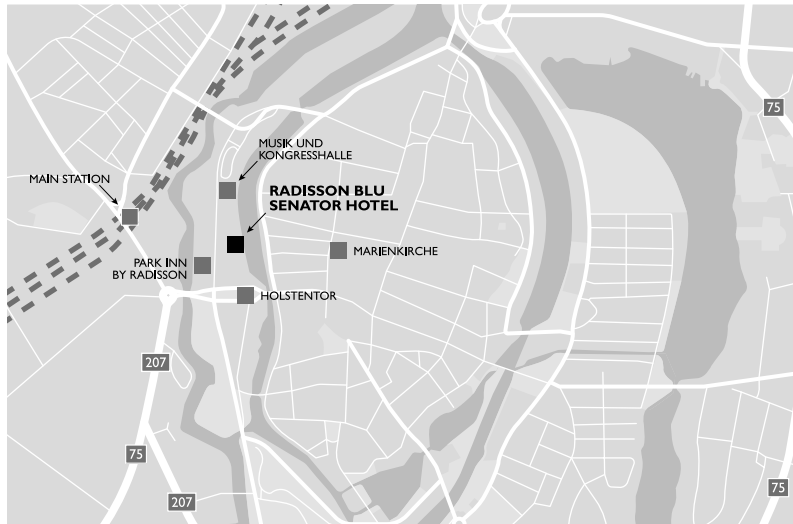 75
MUSIK UND
KONGRESSHALLE
MAIN STATION
RADISSON BLU
SENATOR HOTEL
MARIENKIRCHE
PARK INN
BY RADISSON
HOLSTENTOR
207
75
207
75